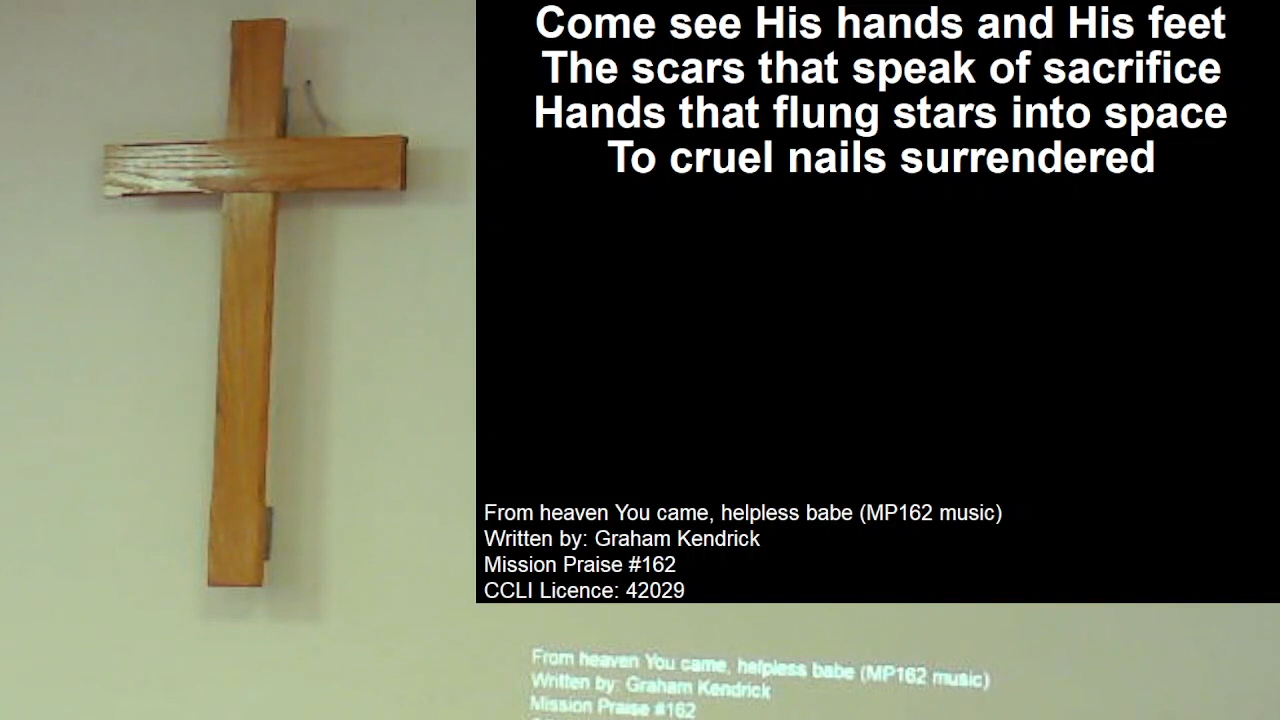 Come see His hands and His feet
The scars that speak of sacrifice
Hands that flung stars into space
To cruel nails surrendered
From heaven You came, helpless babe (MP162 music)
Written by: Graham Kendrick
Mission Praise #162
CCLI Licence: 42029
From heaven You came, helpless babe (MP162 music)
Written by: Graham Kendrick
Mission Praise #162